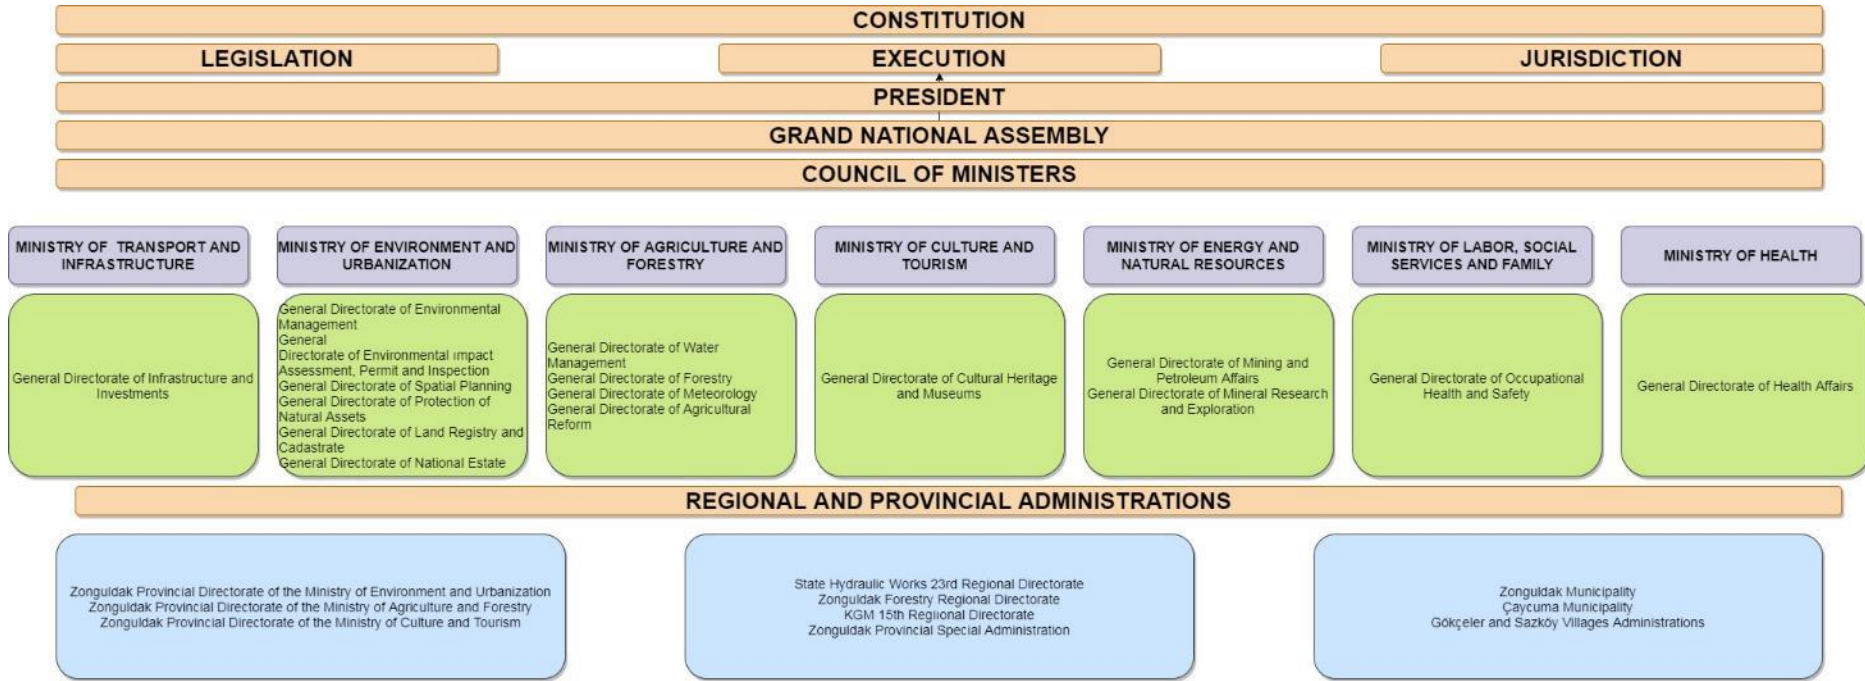 CONSTITUTION
LEGISLATION
EXECUTION
JURISDICTION
PRESIDENT
GRAND NATIONAL ASSEMBLY
COUNCIL OF MINISTERS
MINISTRY OF TRANSPORT AND
INFRASTRUCTURE
MINISTRY OF ENVIRONMENT AND
URBANIZATION
MINISTRY OF AGRICULTURE AND
FORESTRY
MINISTRY OF CULTURE AND
TOURISM
MINISTRY OF ENERGY AND
NATURAL RESOURCES
MINISTRY OF LABOR, SOCIAL
SERVICES AND FAMILY
MINISTRY OF HEALTH
General Directorate of Infrastructure and
Investments
General Directorate of Environmental
Management
General
Directorate of Environmental ımpact
Assessment, Permit and Inspection
General Directorate of Spatial Planning
General Directorate of Protection of
Natural Assets
General Directorate of Land Registry and
Cadastrate
General Directorate of National Estate
General Directorate of Water
Management
General Directorate of Forestry
General Directorate of Meteorology
General Directorate of Agricultural
Reform
General Directorate of Cultural Heritage
and Museums
General Directorate of Mining and
Petroleum Affairs
General Directorate of Mineral Research
and Exploration
General Directorate of Occupational
Health and Safety
General Directorate of Health Affairs
REGIONAL AND PROVINCIAL ADMINISTRATIONS
Zonguldak Provincial Directorate of the Ministry of Environment and Urbanization
Zonguldak Provincial Directorate of the Ministry of Agriculture and Forestry
Zonguldak Provincial Directorate of the Ministry of Culture and Tourism
State Hydraulic Works 23rd Regional Directorate
Zonguldak Forestry Regional Directorate
KGM 15th Regiional Directorate
Zonguldak Provincial Special Administration
Zonguldak Municipality
Çaycuma Municipality
Gökçeler and Sazköy Villages Administrations